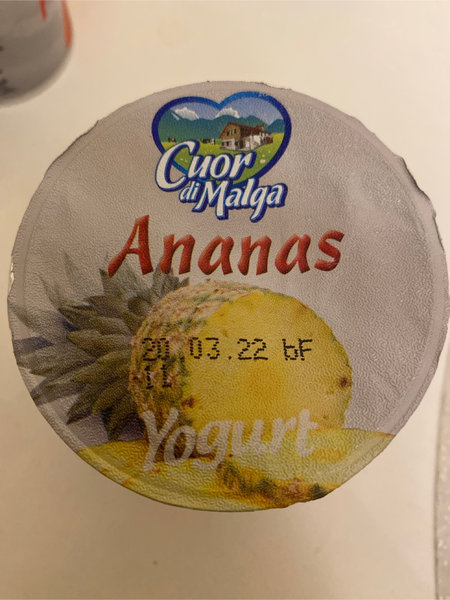 Cuor
di Malga
Ananas
20.03.22 bF
11
Yogurt